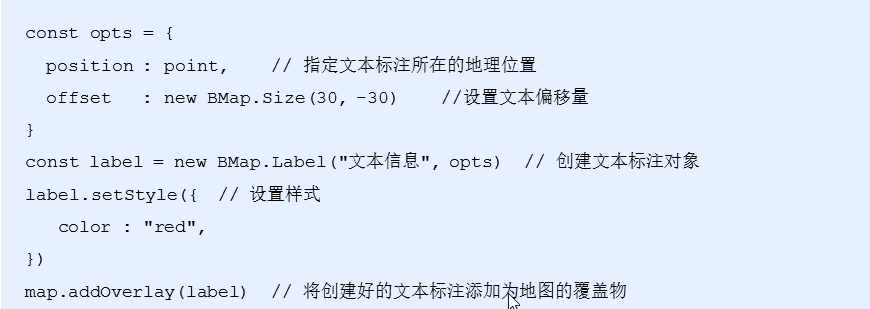 const opts = {
  position : point,    // 指定文本标注所在的地理位置
  offset   : new BMap.Size(30, -30)    //设置文本偏移量
}
const label = new BMap.Label("文本信息", opts)  // 创建文本标注对象
label.setStyle({  // 设置样式
   color : "red",
})
map.addOverlay(label)  // 将创建好的文本标注添加为地图的覆盖物